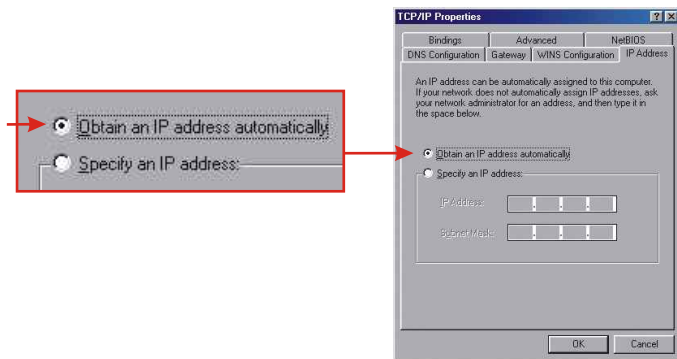 Obtain an IP address automatically
Specify an IP address:
TCP/IP Properties
Bindings Advanced NetBIOS
DNS Configuration Gateway WINS Configuration IP Address
An IP address can be automatically assigned to this computer.
If your network does not automatically assign IP addresses, ask
your network administrator for an address, and then type it in
the space below.
Obtain an IP address automatically
Specify an IP address:
IP Address:
Subnet Mask:
OK Cancel